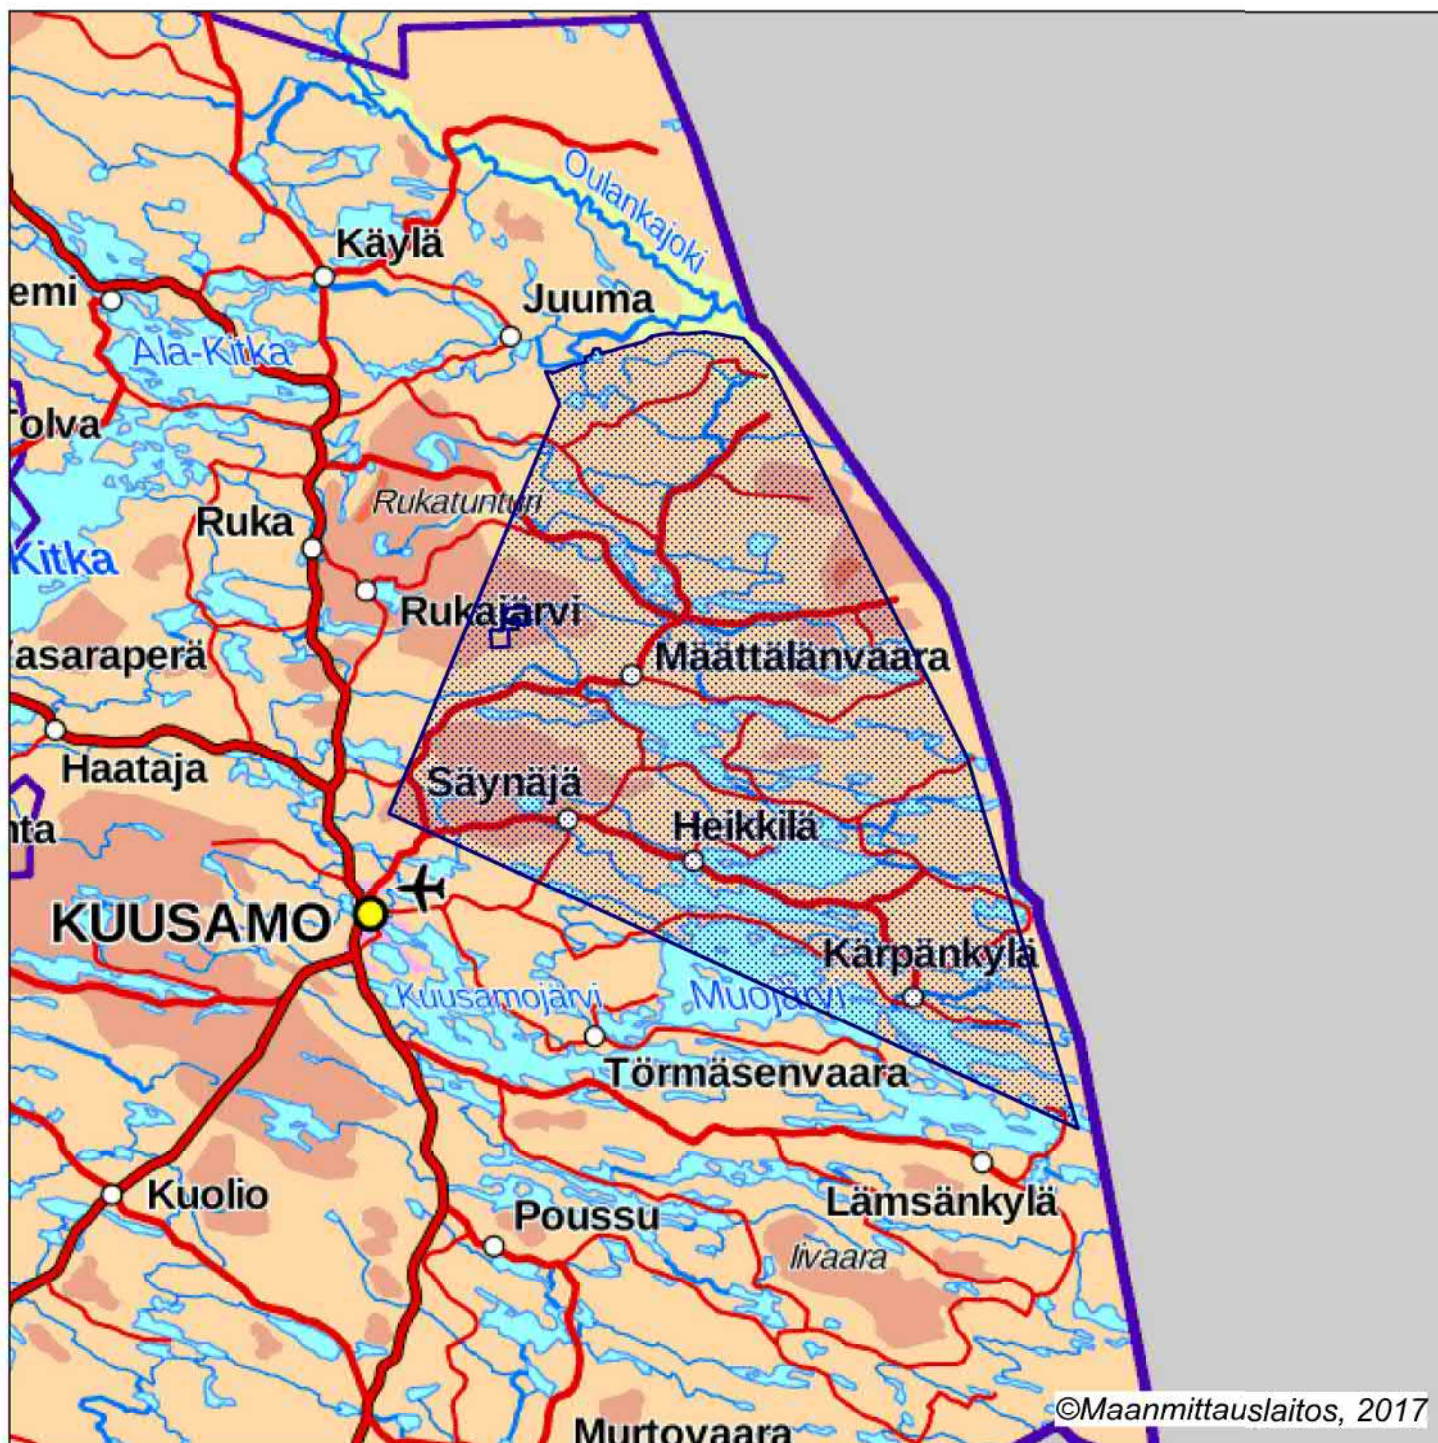 Oulankajoki
Käylä
emi
Juuma
Ala-Kitka
Tolva
Rukatunturi
Ruka
Kitka
Rukajärvi
asaraperä
Määttälänvaara
Haataja
Säynäjä
Heikkilä
nta
KUUSAMO
Kärpänkylä
Kuusamojärvi
Muojärvi
Törmäsenvaara
Kuolio
Lämsänkylä
Poussu
Iivaara
©Maanmittauslaitos, 2017
Murtovaara